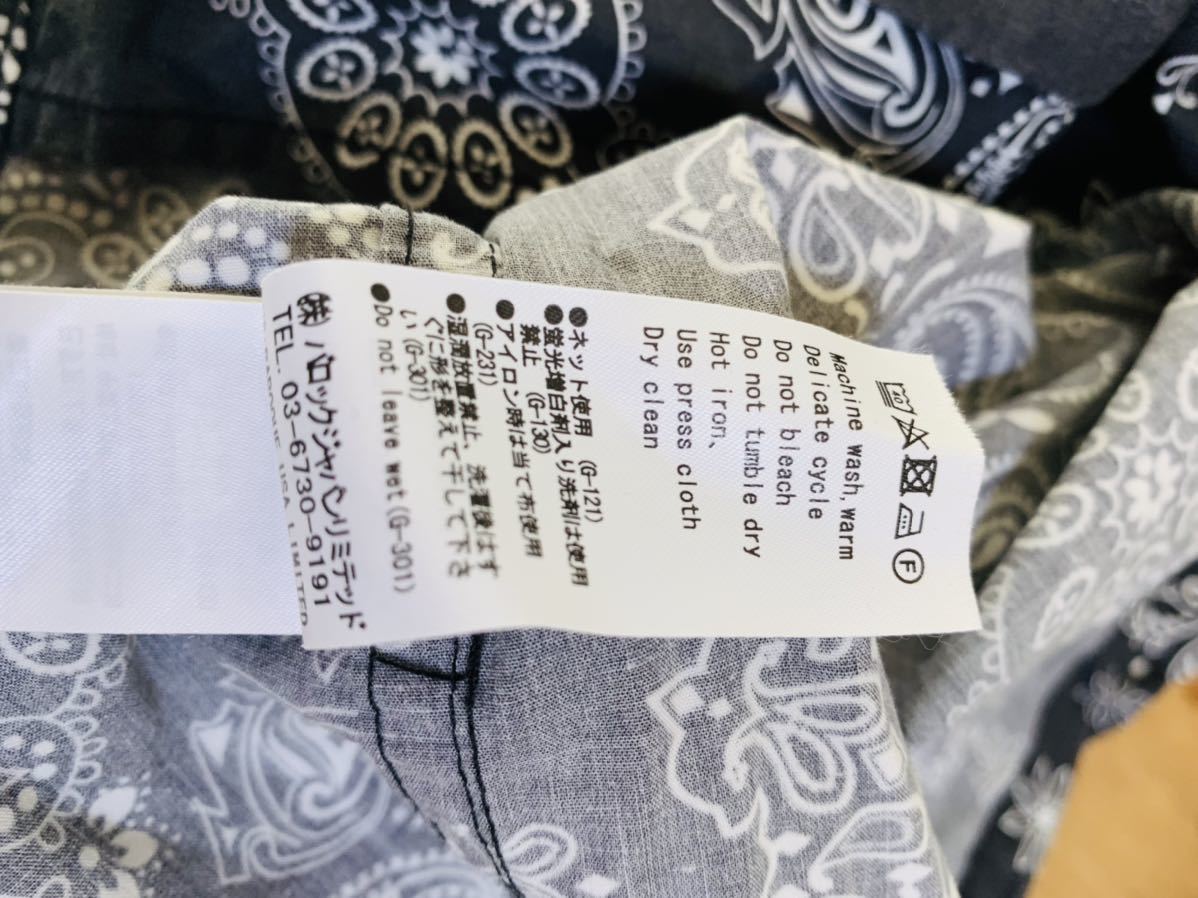 40
F
Machine wash, warm
Delicate cycle
Do not bleach
Do not tumble dry
Hot iron、
Use press cloth
Dry clean
●ネット使用 (G-121)
●蛍光増白剤入り洗剤は使用
禁止 (G-130)
●アイロン時は当て布使用
(G-231)
●湿潤放置禁止、洗濯後はす
ぐに形を整えて干して下さ
い(G-301)
●Do not leave wet(G-301)
㈱ バロックジャパンリミテッド
TEL. 03-6730-9191
USA LIMITED